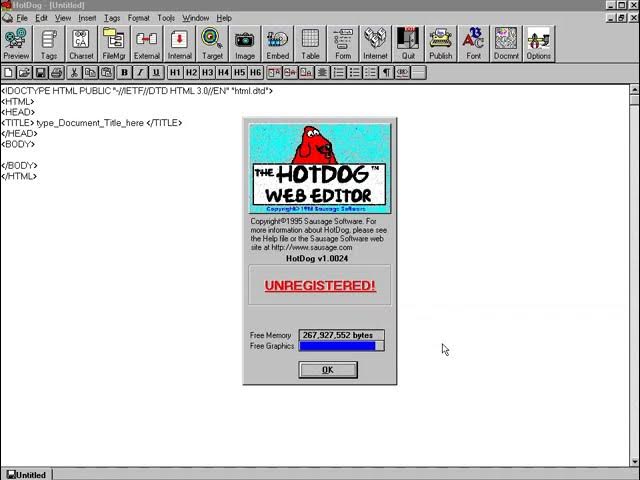 HotDog - [Untitled]
File Edit View Insert Tags Format Tools Window Help
Preview Tags Charset FileMgr External Internal Target Image Embed Table Form Internet Quit Publish Font Docmnt Options
B I U H1 H2 H3 H4 H5 H6
<!DOCTYPE HTML PUBLIC "-//IETF//DTD HTML 3.0//EN" "html.dtd">
<HTML>
<HEAD>
<TITLE> type_Document_Title_here </TITLE>
</HEAD>
<BODY>
</BODY>
</HTML>
THE HOTDOG™
WEB EDITOR
Copyright©1995 Sausage Software. For
more information about HotDog, please see
the Help file or the Sausage Software web
site at http://www.sausage.com
HotDog v1.0024
UNREGISTERED!
Free Memory 267,927,552 bytes
Free Graphics
OK
Untitled